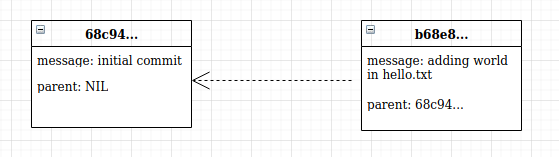 68c94...
message: initial commit
parent: NIL
b68e8...
message: adding world
in hello.txt
parent: 68c94...